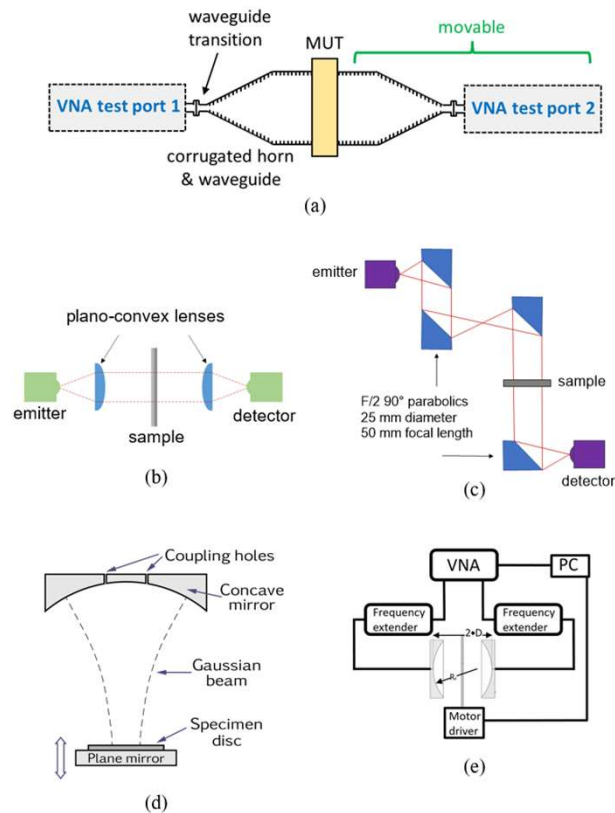 waveguide
transition
MUT
movable
VNA test port 1
VNA test port 2
corrugated horn
& waveguide
(a)
plano-convex lenses
emitter
sample
detector
(b)
emitter
sample
F/2 90° parabolics
25 mm diameter
50 mm focal length
detector
(c)
Coupling holes
Concave
mirror
Gaussian
beam
Specimen
disc
Plane mirror
(d)
VNA
PC
Frequency
extender
Frequency
extender
2•D
Motor
driver
(e)